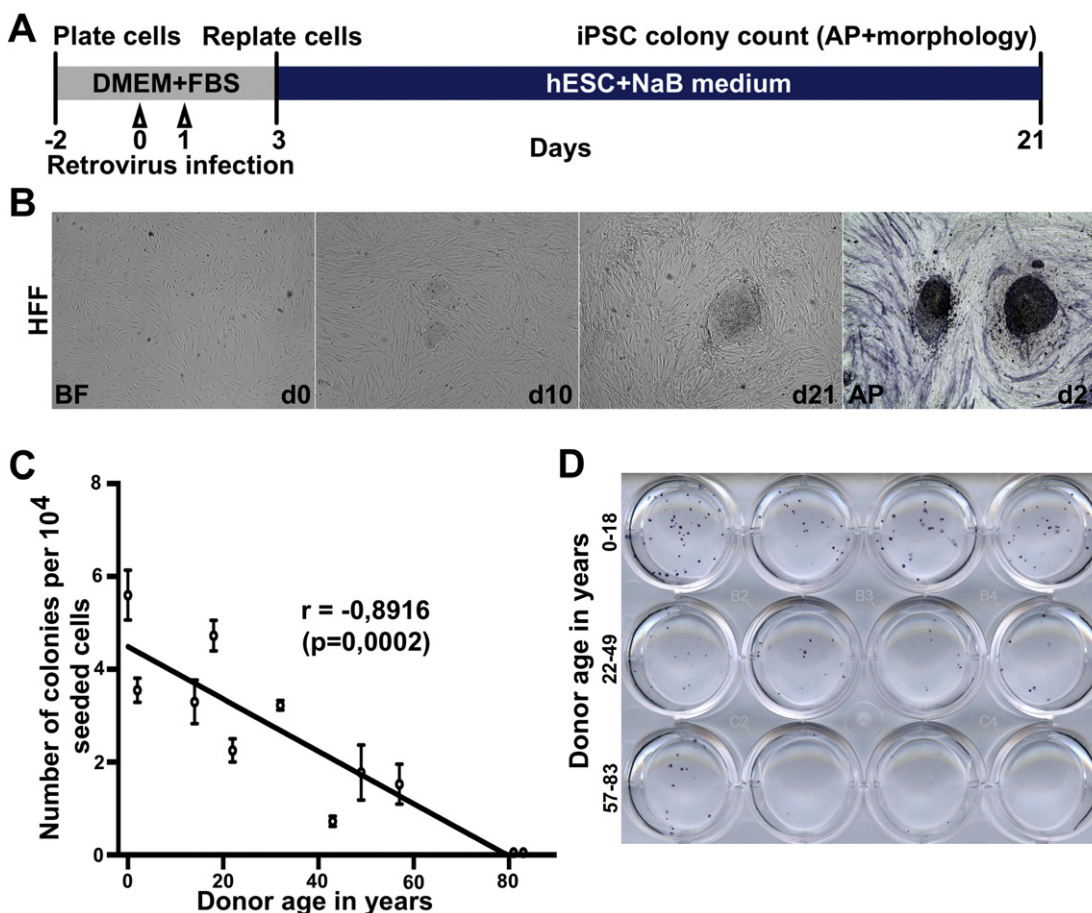 A
Plate cells Replate cells iPSC colony count (AP+morphology)
DMEM+FBS hESC+NaB medium
-2 0 1 3 Days 21
Retrovirus infection
B
HFF
BF d0 d10 d21 AP d21
C
Number of colonies per 10⁴
seeded cells
8
6
4
2
0
r = -0,8916
(p=0,0002)
0 20 40 60 80
Donor age in years
D
Donor age in years
0-18
22-49
57-83
B2 B3 B4
C2 C4